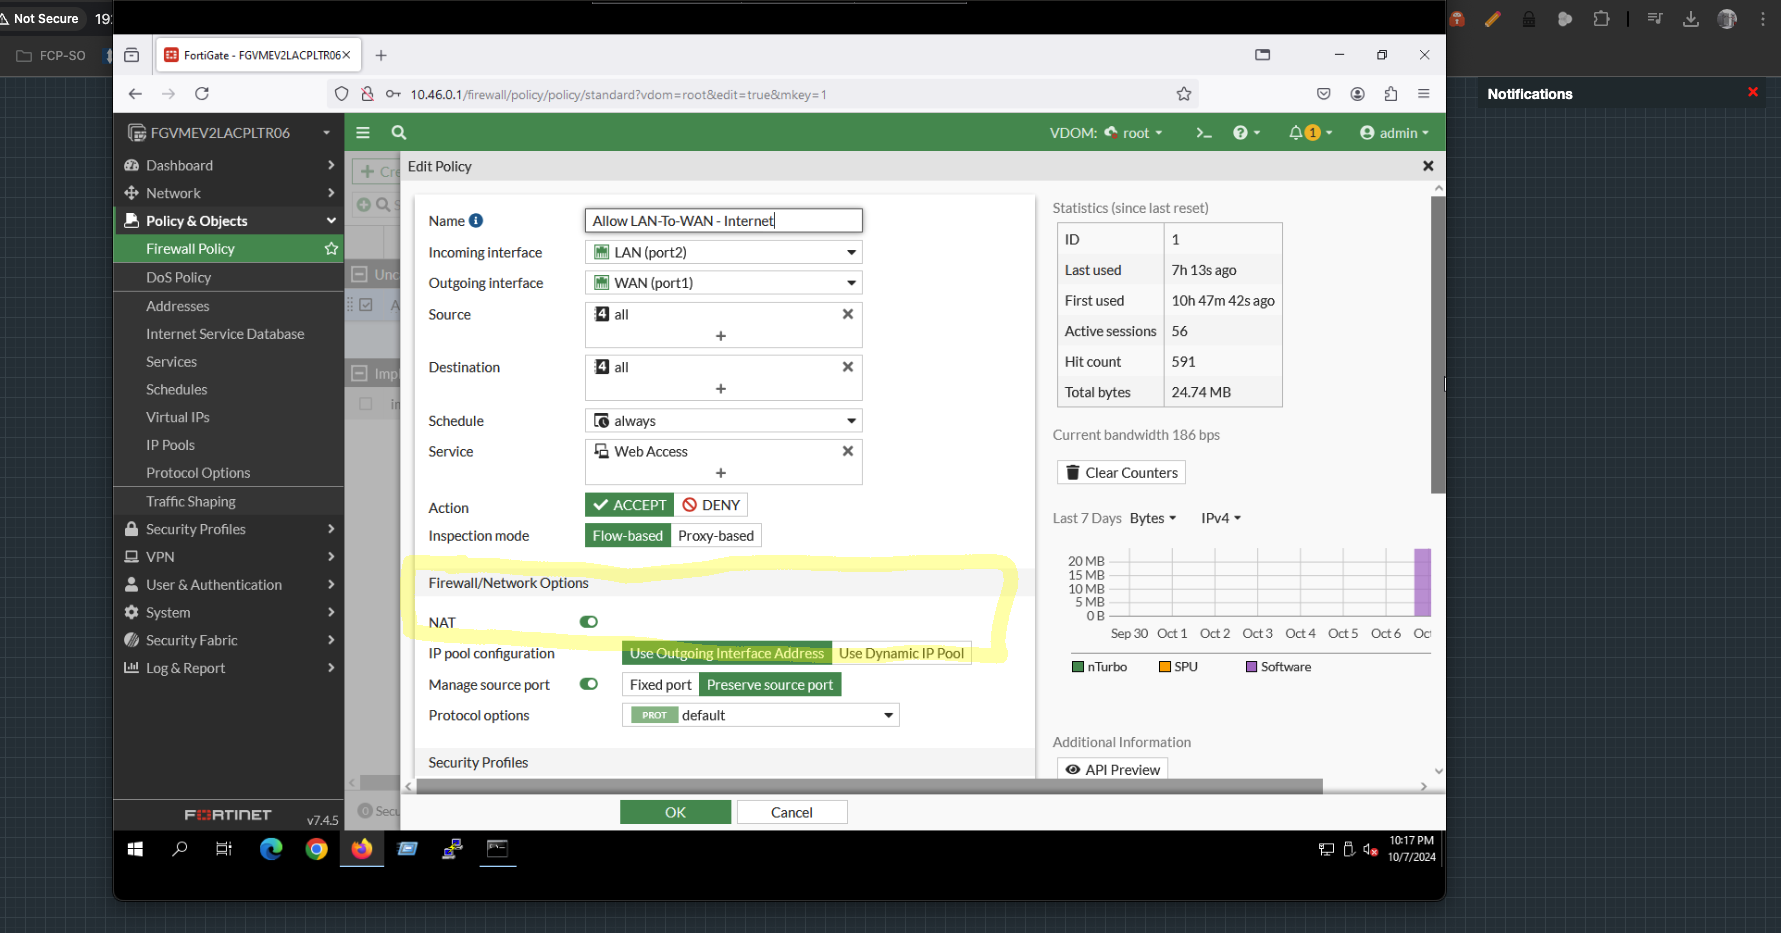 Not Secure
19
FCP-SO
FortiGate - FGVMEV2LACPLTR06
10.46.0.1/firewall/policy/policy/standard?vdom=root&edit=true&mkey=1
Notifications
FGVMEV2LACPLTR06
VDOM: root
1
admin
Dashboard
Network
Policy & Objects
Firewall Policy
DoS Policy
Addresses
Internet Service Database
Services
Schedules
Virtual IPs
IP Pools
Protocol Options
Traffic Shaping
Security Profiles
VPN
User & Authentication
System
Security Fabric
Log & Report
FORTINET
v7.4.5
Cre
S
Unc
A
Impl
Im
Secu
Edit Policy
Name
Allow LAN-To-WAN - Internet
Incoming interface
LAN (port2)
Outgoing interface
WAN (port1)
Source
4 all
+
Destination
4 all
+
Schedule
always
Service
Web Access
+
Action
ACCEPT
DENY
Inspection mode
Flow-based
Proxy-based
Firewall/Network Options
NAT
IP pool configuration
Use Outgoing Interface Address
Use Dynamic IP Pool
Manage source port
Fixed port
Preserve source port
Protocol options
PROT default
Security Profiles
OK
Cancel
Statistics (since last reset)
ID 1
Last used 7h 13s ago
First used 10h 47m 42s ago
Active sessions 56
Hit count 591
Total bytes 24.74 MB
Current bandwidth 186 bps
Clear Counters
Last 7 Days Bytes IPv4
20 MB
15 MB
10 MB
5 MB
0 B
Sep 30 Oct 1 Oct 2 Oct 3 Oct 4 Oct 5 Oct 6 Oct
nTurbo SPU Software
Additional Information
API Preview
10:17 PM
10/7/2024